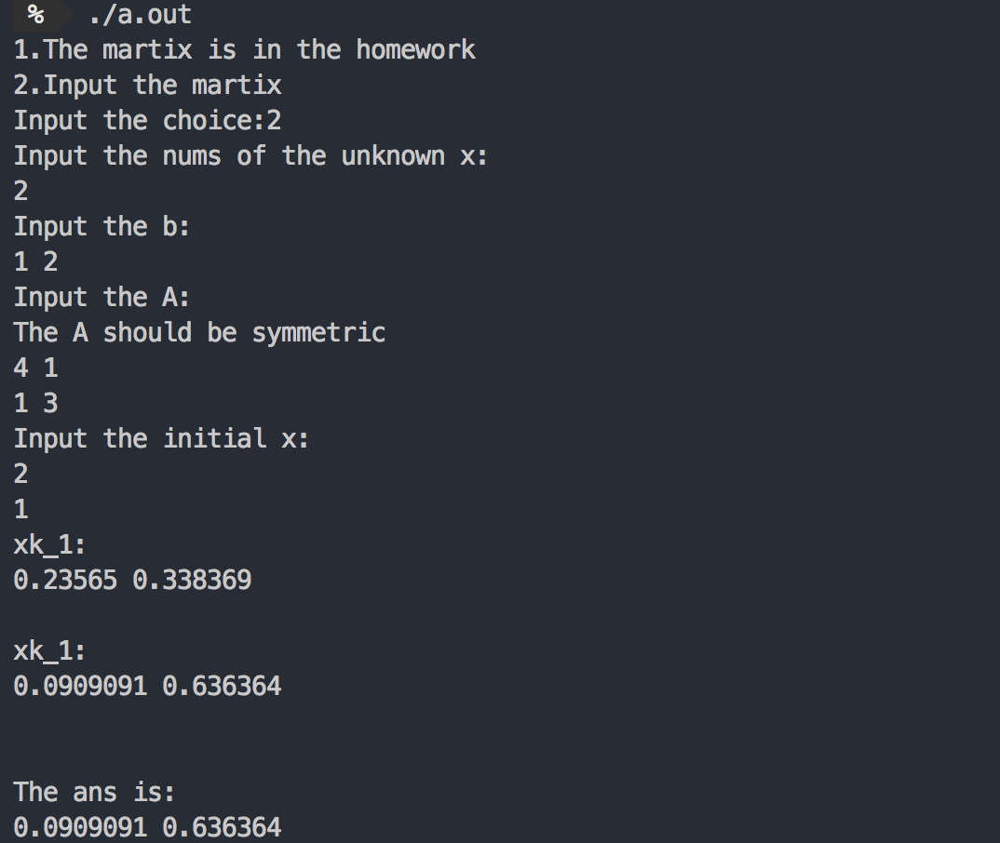 % ./a.out
1.The martix is in the homework
2.Input the martix
Input the choice:2
Input the nums of the unknown x:
2
Input the b:
1 2
Input the A:
The A should be symmetric
4 1
1 3
Input the initial x:
2
1
xk_1:
0.23565 0.338369
xk_1:
0.0909091 0.636364
The ans is:
0.0909091 0.636364